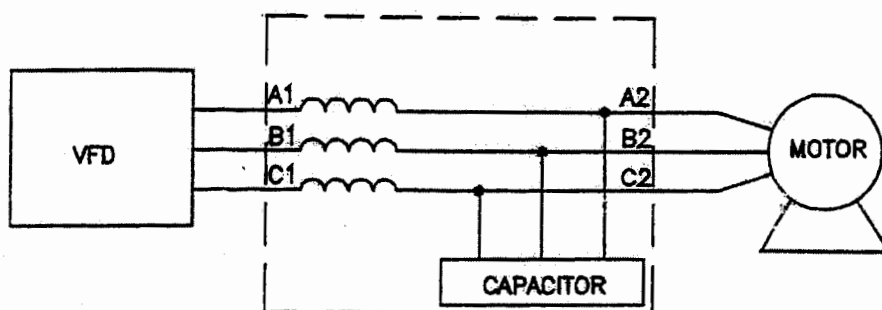 A1 A2
B1 B2
VFD MOTOR
C1 C2
CAPACITOR